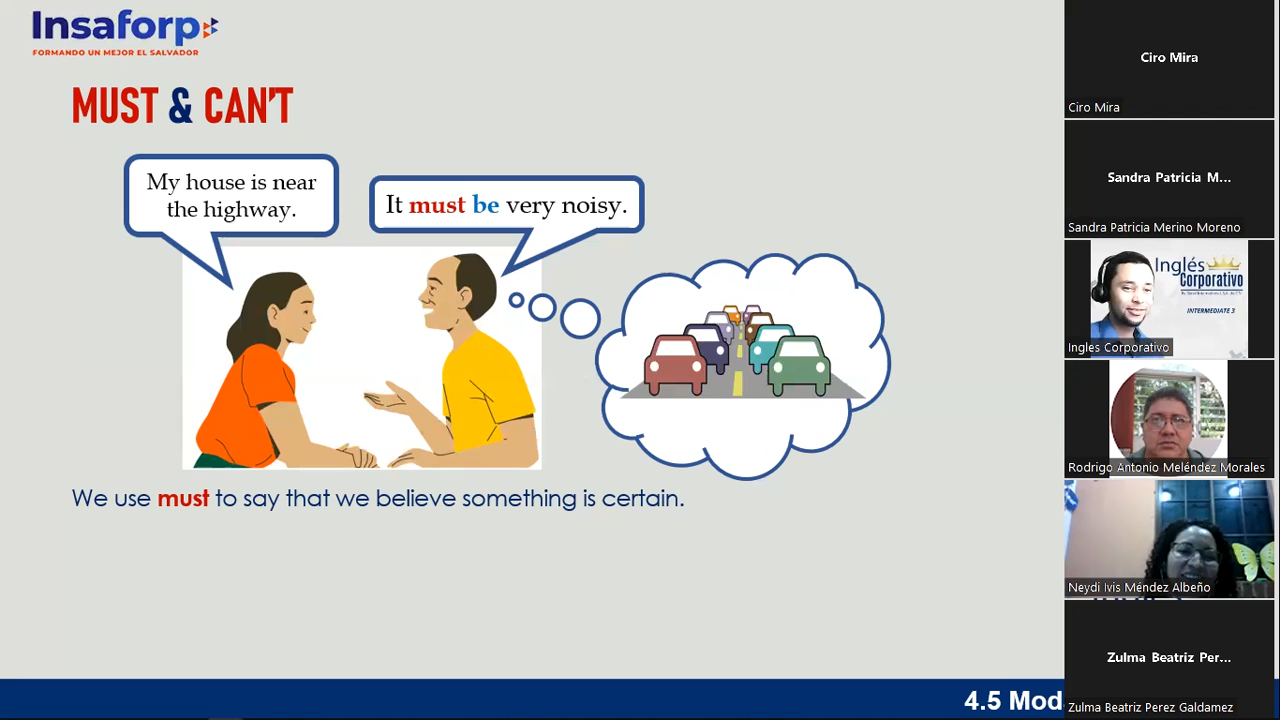 Insaforp
FORMANDO UN MEJOR EL SALVADOR
MUST & CAN'T
My house is near
the highway.
It must be very noisy.
We use must to say that we believe something is certain.
4.5 Mod
Ciro Mira
Ciro Mira
Sandra Patricia M...
Sandra Patricia Merino Moreno
Inglés
Corporativo
INTERMEDIATE 3
Ingles Corporativo
Rodrigo Antonio Meléndez Morales
Neydi Ivis Méndez Albeño
Zulma Beatriz Per...
Zulma Beatriz Perez Galdamez